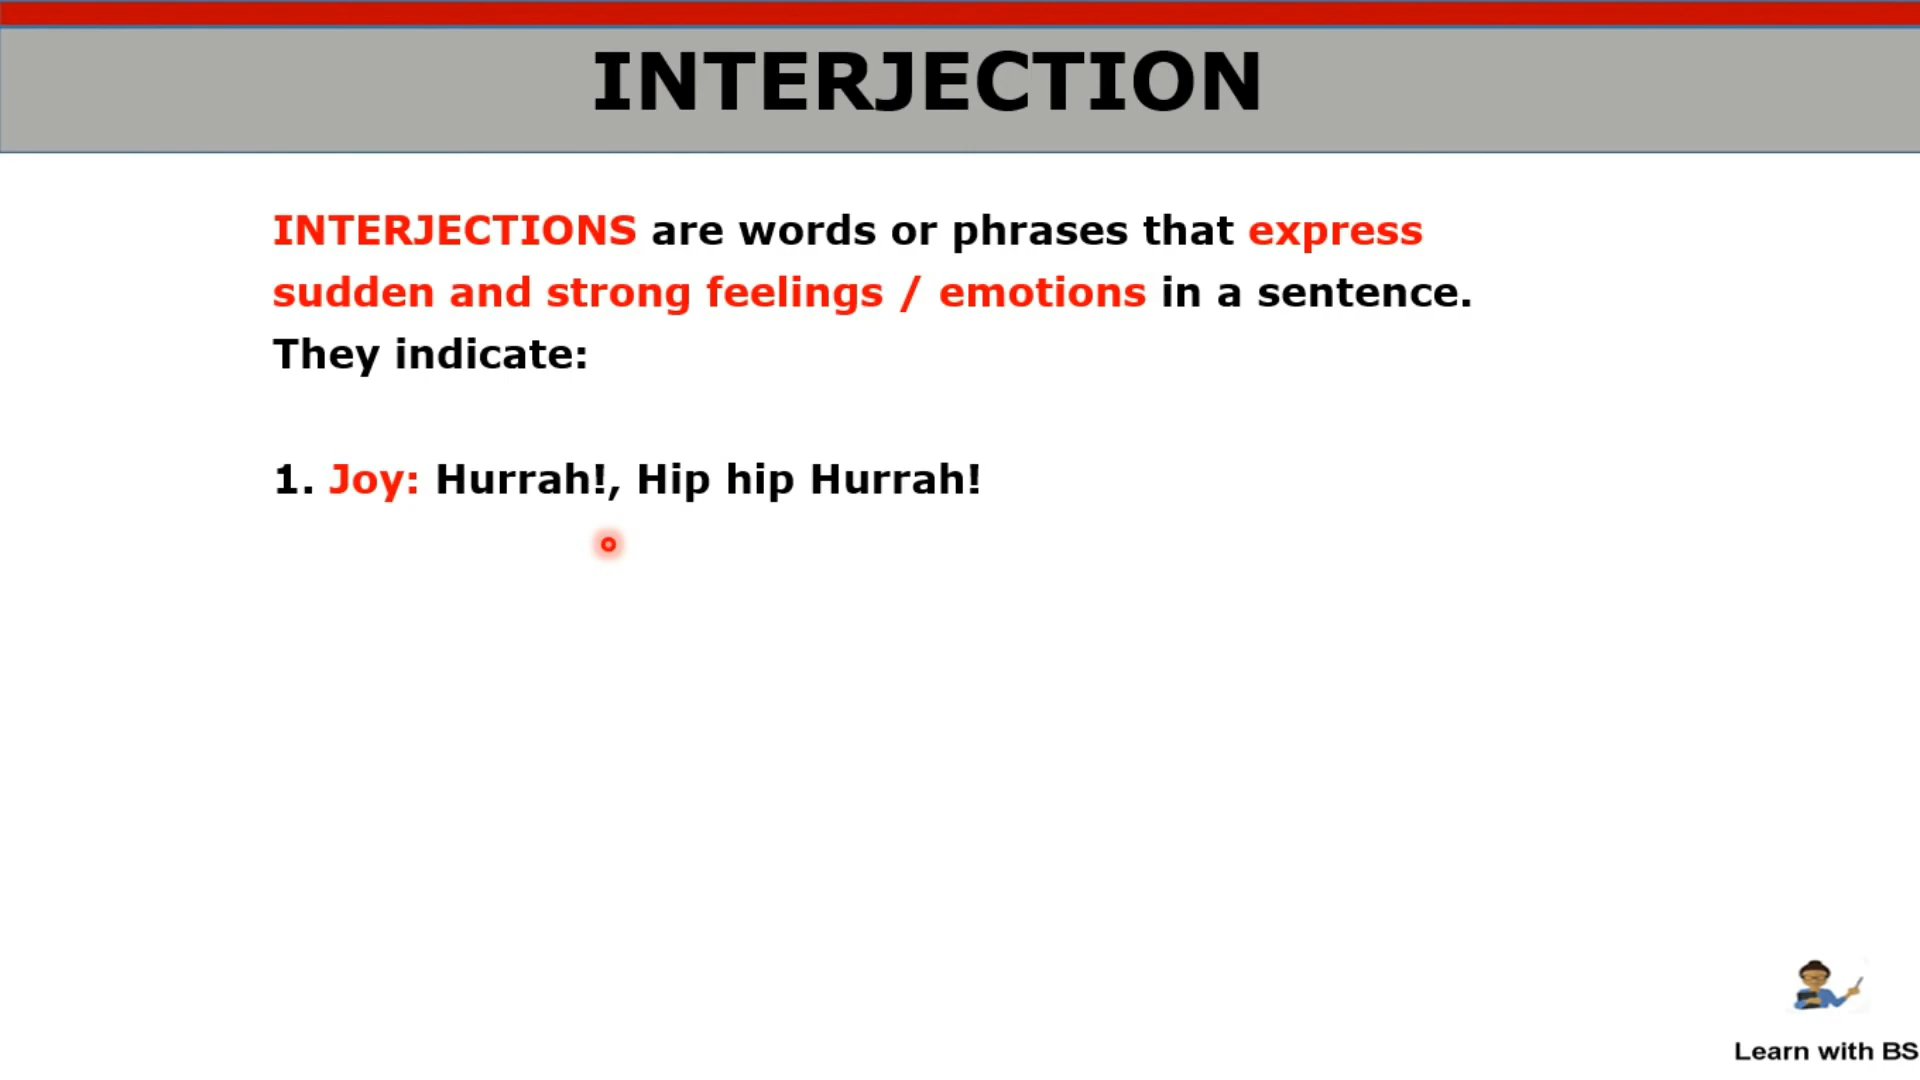 INTERJECTION
INTERJECTIONS are words or phrases that express
sudden and strong feelings / emotions in a sentence.
They indicate:
1. Joy: Hurrah!, Hip hip Hurrah!
Learn with BS